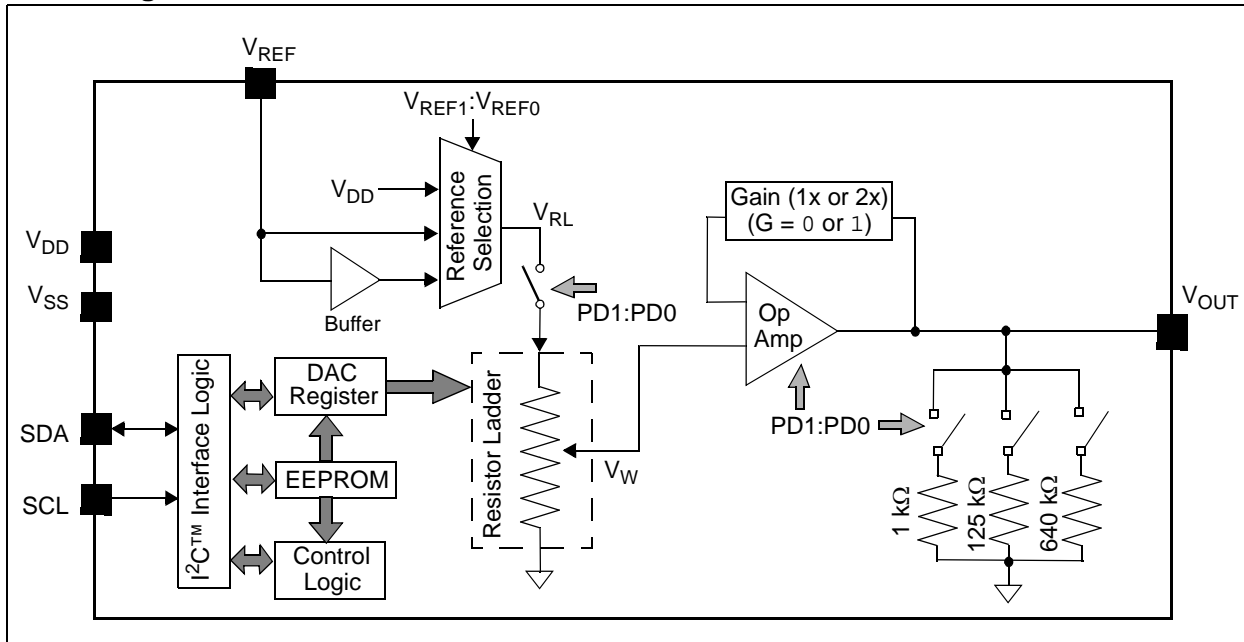 VREF
VREF1:VREF0
VDD
Reference
Selection
VRL
Gain (1x or 2x)
(G = 0 or 1)
VDD
VSS
Buffer
PD1:PD0
Op
Amp
VOUT
I2C™ Interface Logic
DAC
Register
SDA
EEPROM
SCL
Control
Logic
Resistor Ladder
VW
PD1:PD0
1 kΩ
125 kΩ
640 kΩ